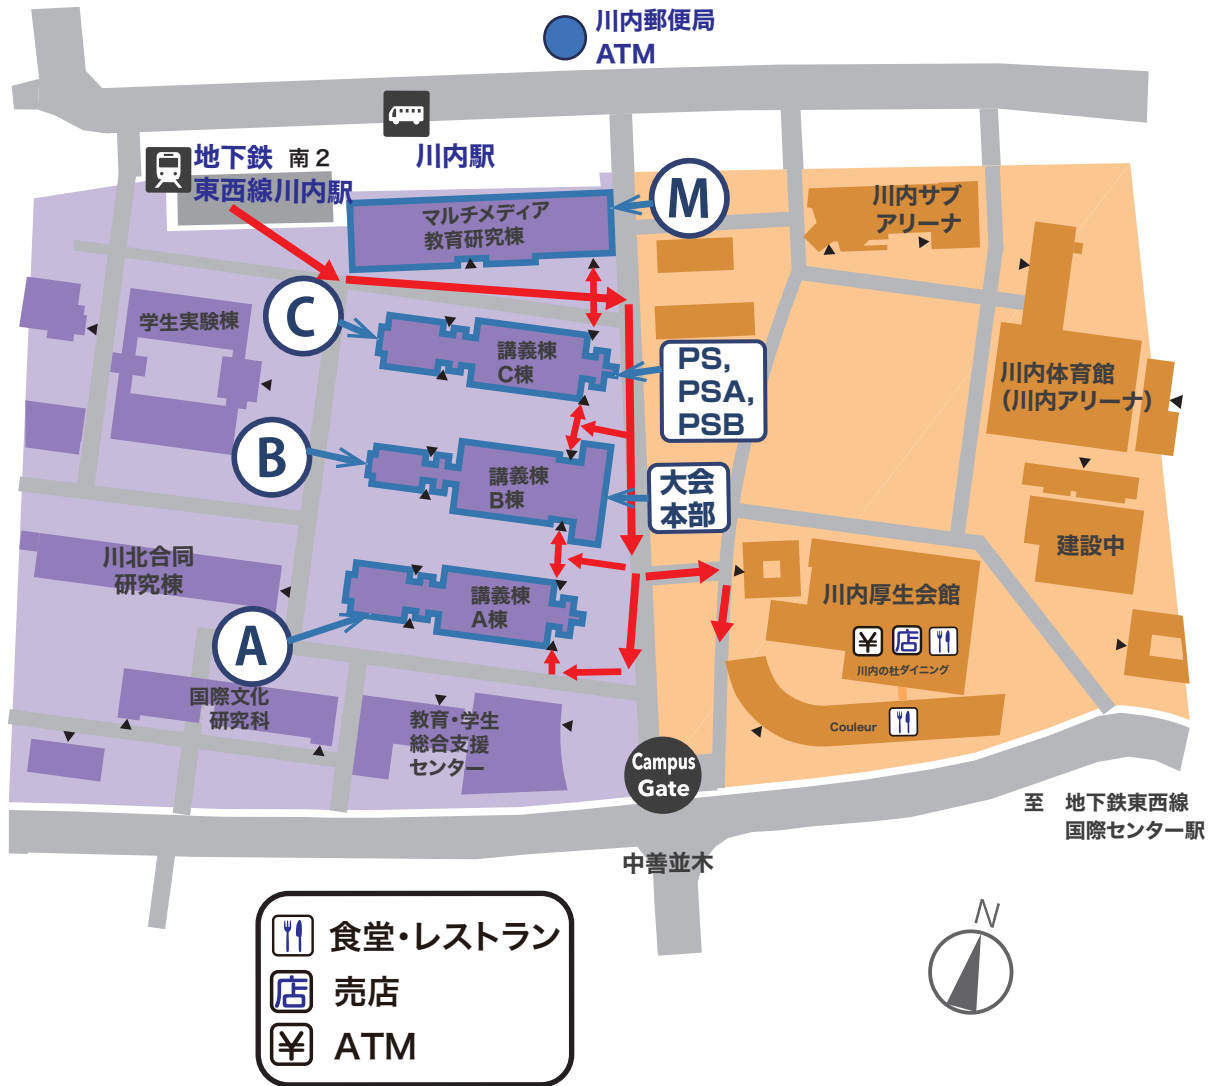 川内郵便局
ATM
地下鉄 南2
東西線川内駅
川内駅
M
マルチメディア
教育研究棟
川内サブ
アリーナ
C
学生実験棟
講義棟
C棟
PS,
PSA,
PSB
川内体育館
(川内アリーナ)
B
講義棟
B棟
大会
本部
建設中
川北合同
研究棟
講義棟
A棟
川内厚生会館
¥
店
川内の杜ダイニング
A
国際文化
研究科
教育・学生
総合支援
センター
Couleur
Campus
Gate
至 地下鉄東西線
国際センター駅
中善並木
N
食堂・レストラン
店 売店
¥ ATM